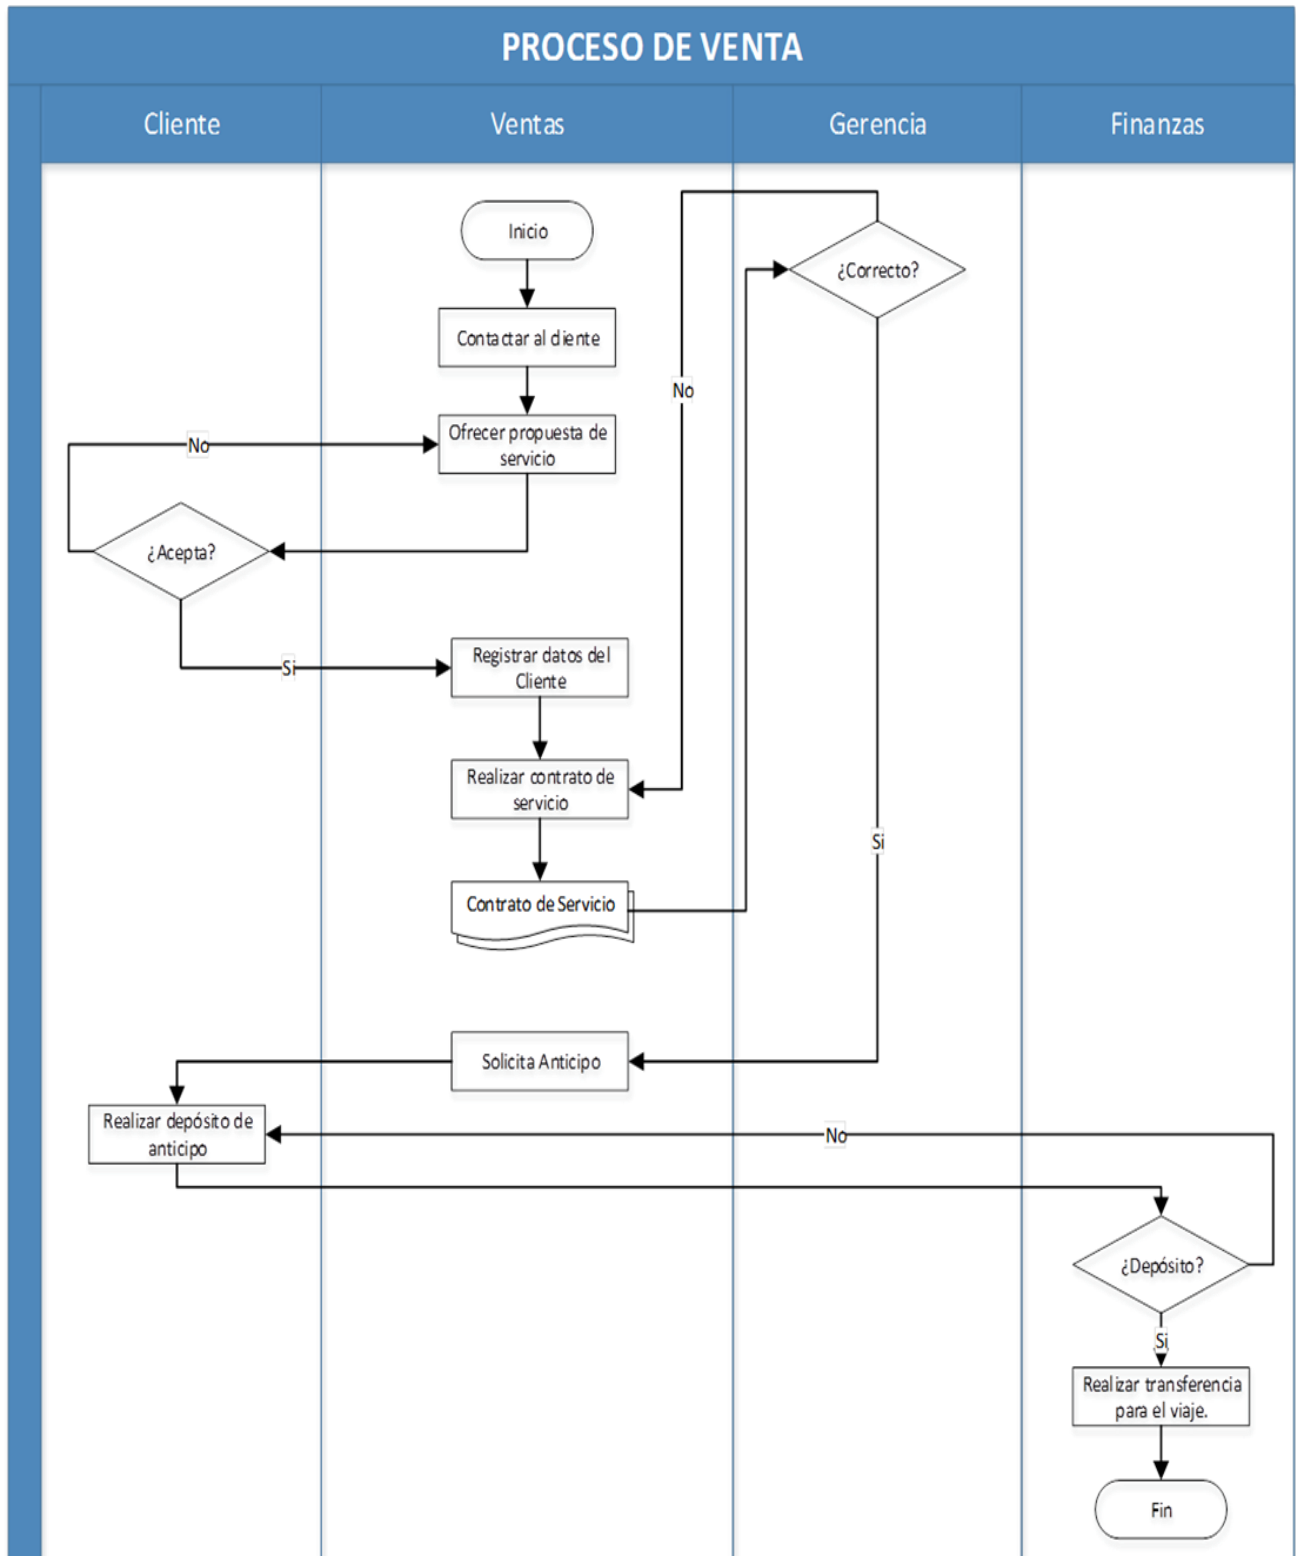 PROCESO DE VENTA
Cliente
Ventas
Gerencia
Finanzas
Inicio
¿Correcto?
Contactar al cliente
No
Ofrecer propuesta de
servicio
No
¿Acepta?
Registrar datos del
Cliente
Si
Realizar contrato de
servicio
Si
Contrato de Servicio
Solicita Anticipo
Realizar depósito de
anticipo
No
¿Depósito?
Si
Realizar transferencia
para el viaje.
Fin